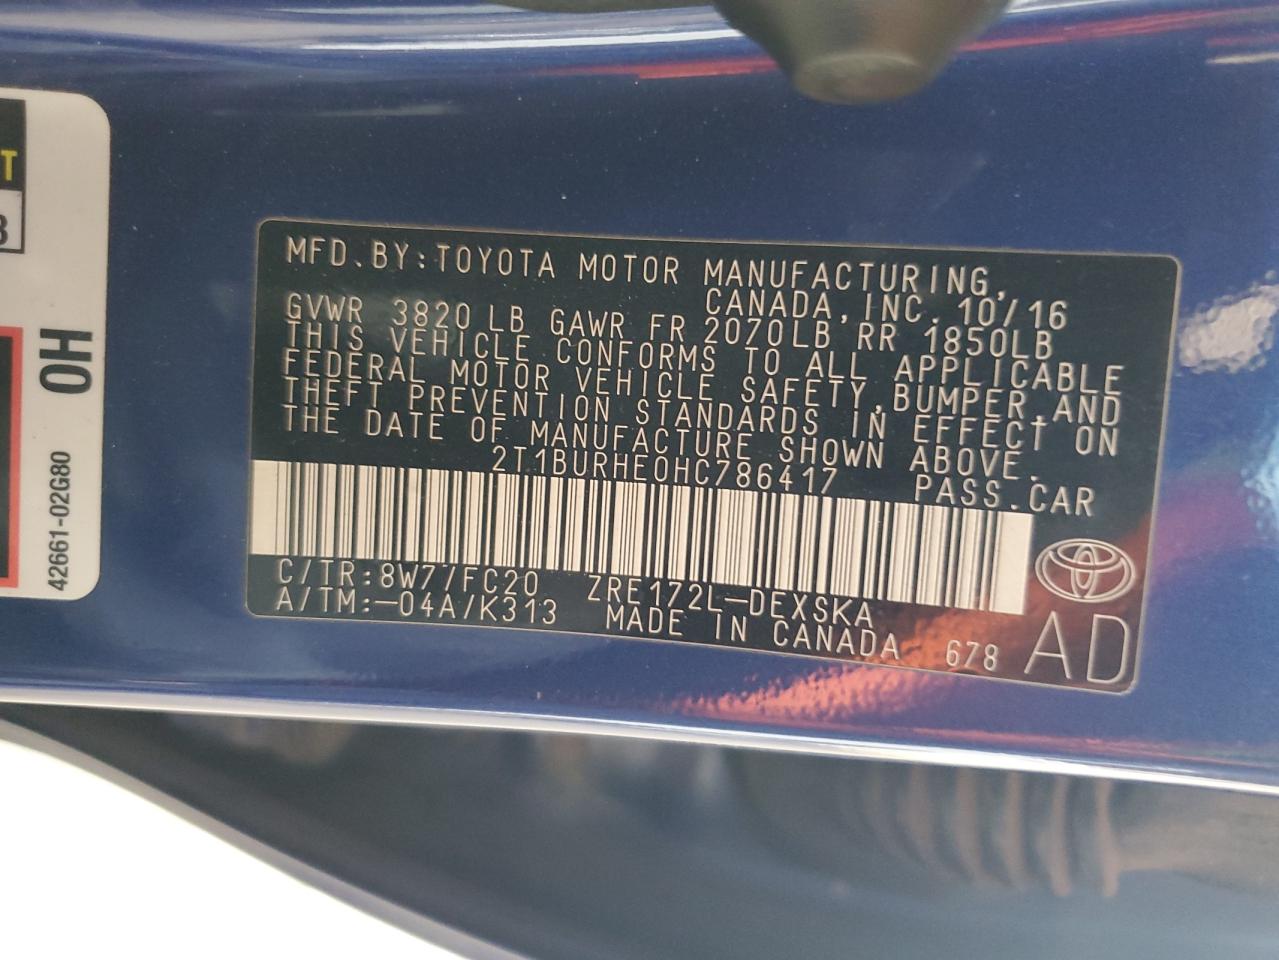 MFD.BY:TOYOTA MOTOR MANUFACTURING,
CANADA,INC. 10/16
GVWR 3820 LB GAWR FR 2070LB RR 1850LB
THIS VEHICLE CONFORMS TO ALL APPLICABLE
FEDERAL MOTOR VEHICLE SAFETY,BUMPER,AND
THEFT PREVENTION STANDARDS IN EFFECT ON
THE DATE OF MANUFACTURE SHOWN ABOVE.
2T1BURHE0HC786417 PASS.CAR
C/TR:8W7/FC20 ZRE172L-DEXSKA
A/TM:-04A/K313 MADE IN CANADA 678 AD
0H
42661-02G80